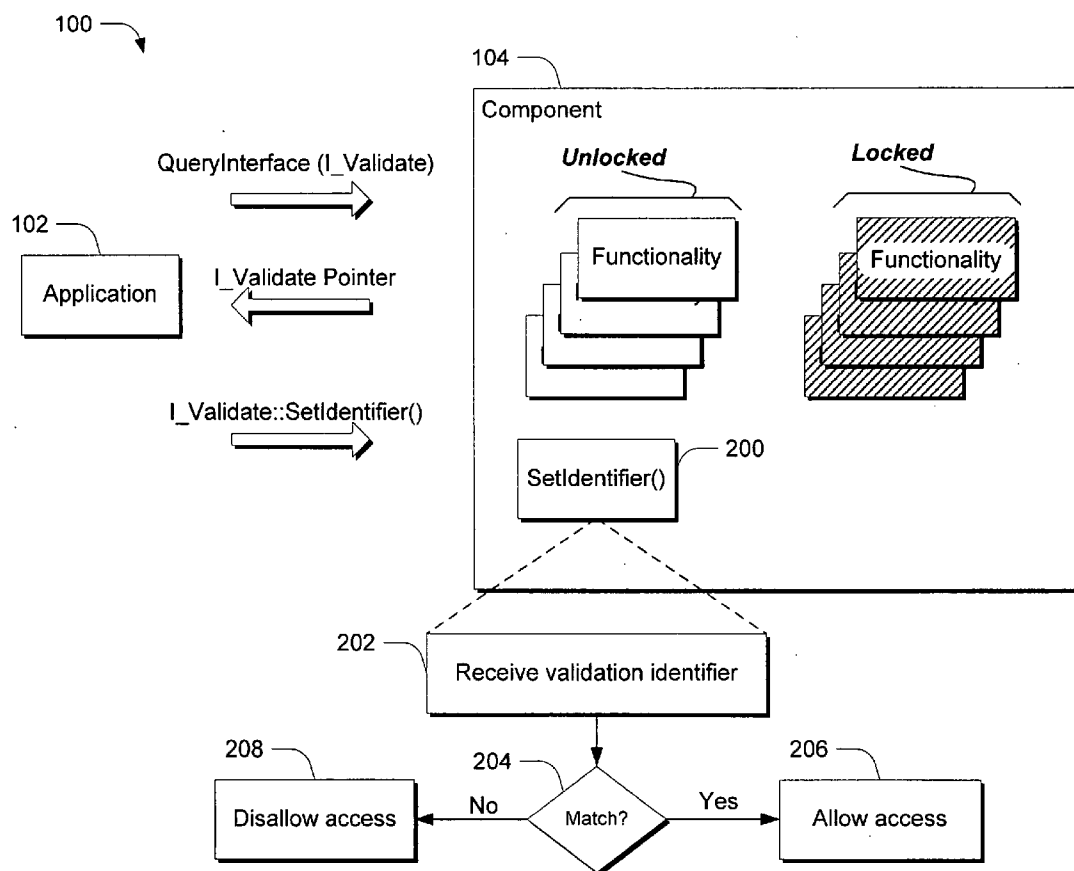 100
104
Component
QueryInterface (I_Validate)
Unlocked
Locked
102
Application
I_Validate Pointer
Functionality
Functionality
I_Validate::SetIdentifier()
200
SetIdentifier()
202
Receive validation identifier
208
204
206
Disallow access
No
Match?
Yes
Allow access